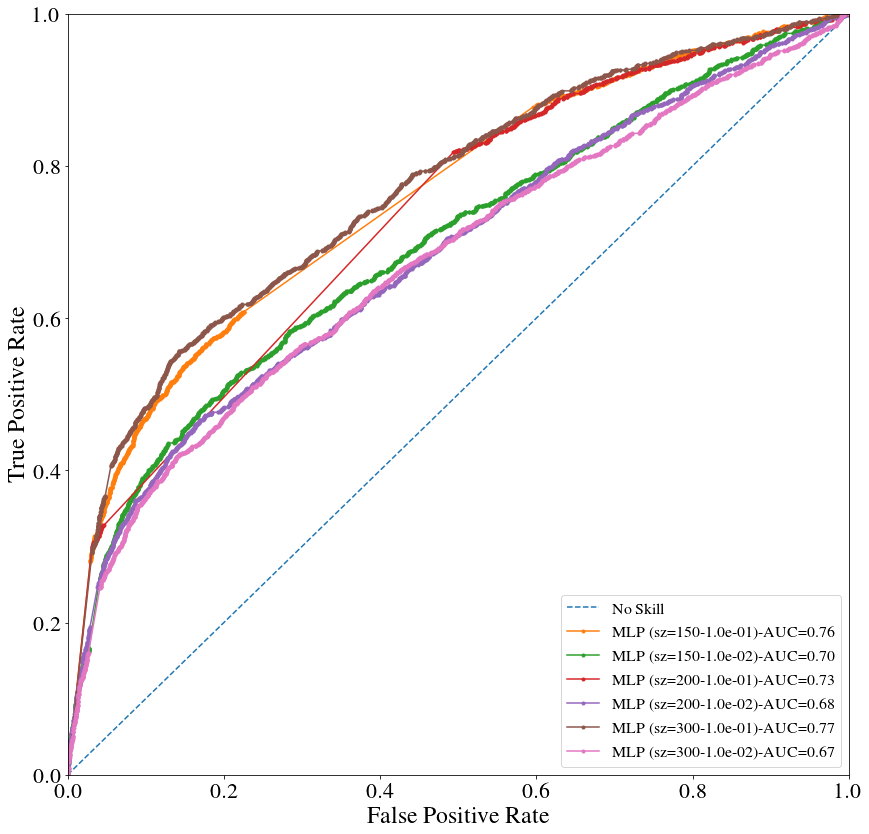 1.0
0.8
0.6
0.4
0.2
0.0
True Positive Rate
No Skill
MLP (sz=150-1.0e-01)-AUC=0.76
MLP (sz=150-1.0e-02)-AUC=0.70
MLP (sz=200-1.0e-01)-AUC=0.73
MLP (sz=200-1.0e-02)-AUC=0.68
MLP (sz=300-1.0e-01)-AUC=0.77
MLP (sz=300-1.0e-02)-AUC=0.67
0.0 0.2 0.4 0.6 0.8 1.0
False Positive Rate